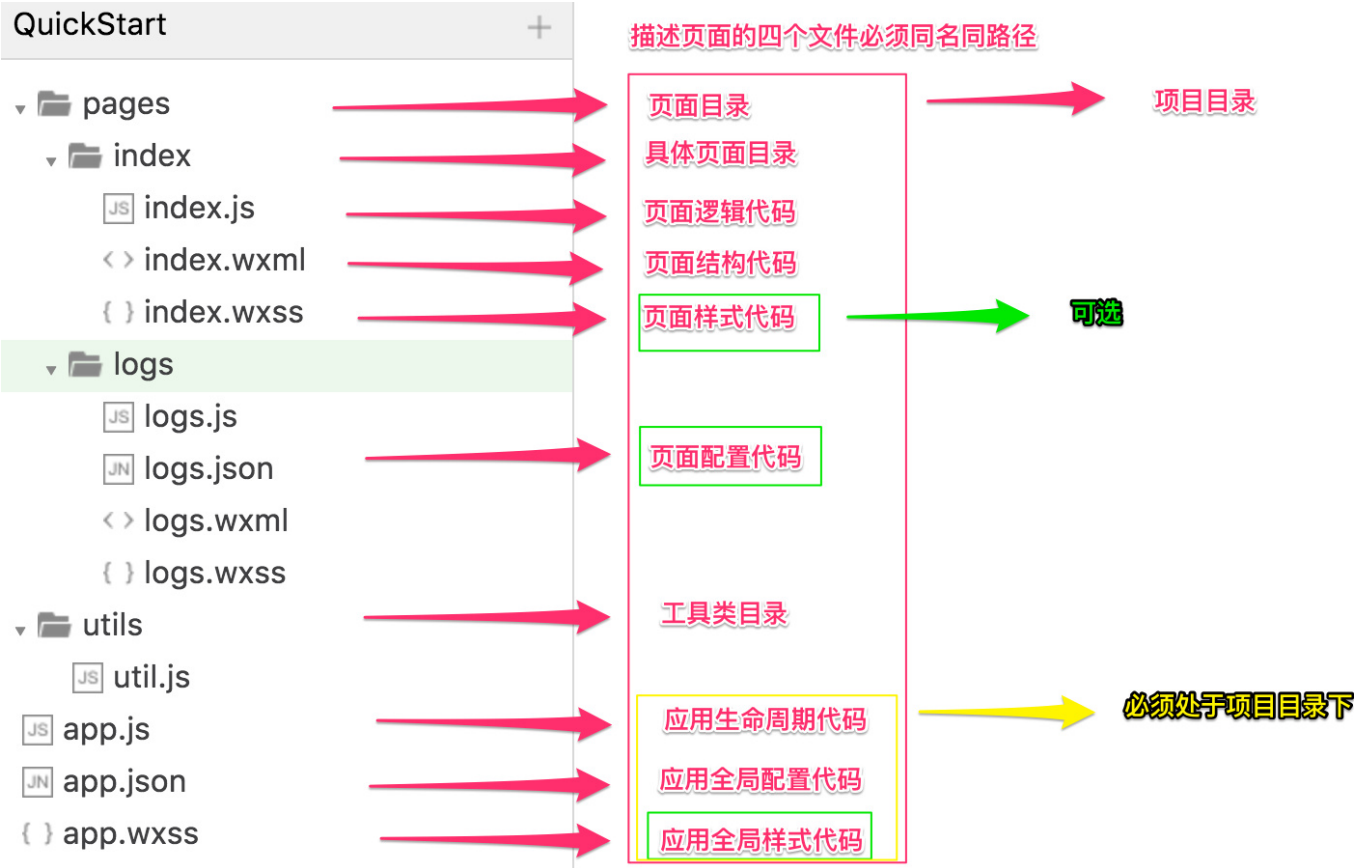 QuickStart
描述页面的四个文件必须同名同路径
pages 页面目录 项目目录
index 具体页面目录
JS index.js 页面逻辑代码
<> index.wxml 页面结构代码
{ } index.wxss 页面样式代码 可选
logs
JS logs.js
JN logs.json 页面配置代码
<> logs.wxml
{ } logs.wxss
utils 工具类目录
JS util.js
JS app.js 应用生命周期代码 必须处于项目目录下
JN app.json 应用全局配置代码
{ } app.wxss 应用全局样式代码